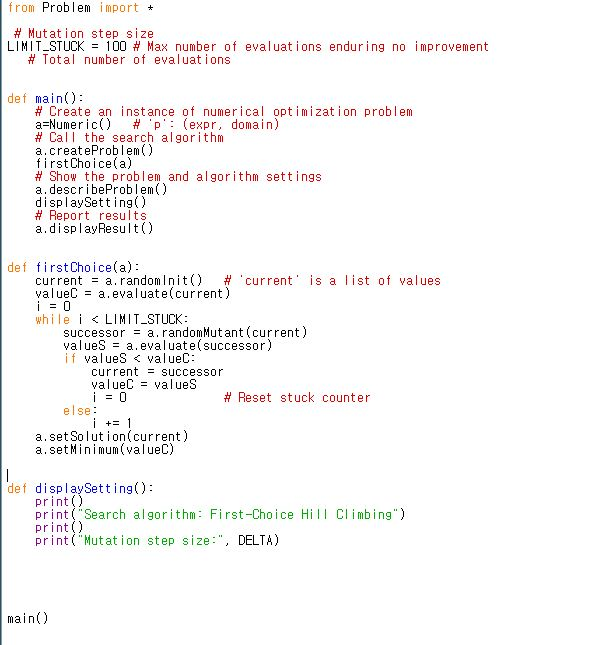 from Problem import *
# Mutation step size
LIMIT_STUCK = 100 # Max number of evaluations enduring no improvement
# Total number of evaluations
def main():
# Create an instance of numerical optimization problem
a=Numeric()   # 'p': (expr, domain)
# Call the search algorithm
a.createProblem()
firstChoice(a)
# Show the problem and algorithm settings
a.describeProblem()
displaySetting()
# Report results
a.displayResult()
def firstChoice(a):
current = a.randomInit()   # 'current' is a list of values
valueC = a.evaluate(current)
i = 0
while i < LIMIT_STUCK:
successor = a.randomMutant(current)
valueS = a.evaluate(successor)
if valueS < valueC:
current = successor
valueC = valueS
i = 0              # Reset stuck counter
else:
i += 1
a.setSolution(current)
a.setMinimum(valueC)
def displaySetting():
print()
print("Search algorithm: First-Choice Hill Climbing")
print()
print("Mutation step size:", DELTA)
main()